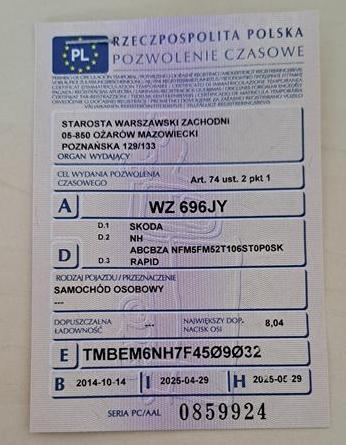 PL
RZECZPOSPOLITA POLSKA
POZWOLENIE CZASOWE
STAROSTA WARSZAWSKI ZACHODNI
05-850 OŻARÓW MAZOWIECKI
POZNAŃSKA 129/133
ORGAN WYDAJĄCY
CEL WYDANIA POZWOLENIA CZASOWEGO Art. 74 ust. 2 pkt 1
A WZ 696JY
D.1 SKODA
D.2 NH
ABCBZA NFM5FM52T106ST0P0SK
D
D.3 RAPID
RODZAJ POJAZDU / PRZEZNACZENIE
SAMOCHÓD OSOBOWY
---
DOPUSZCZALNA ŁADOWNOŚĆ --- NAJWIĘKSZY DOP. NACISK OSI 8,04
E TMBEM6NH7F45Ø9Ø32
B 2014-10-14 I 2025-04-29 H 2025-05-29
SERIA PC/AAL 0859924